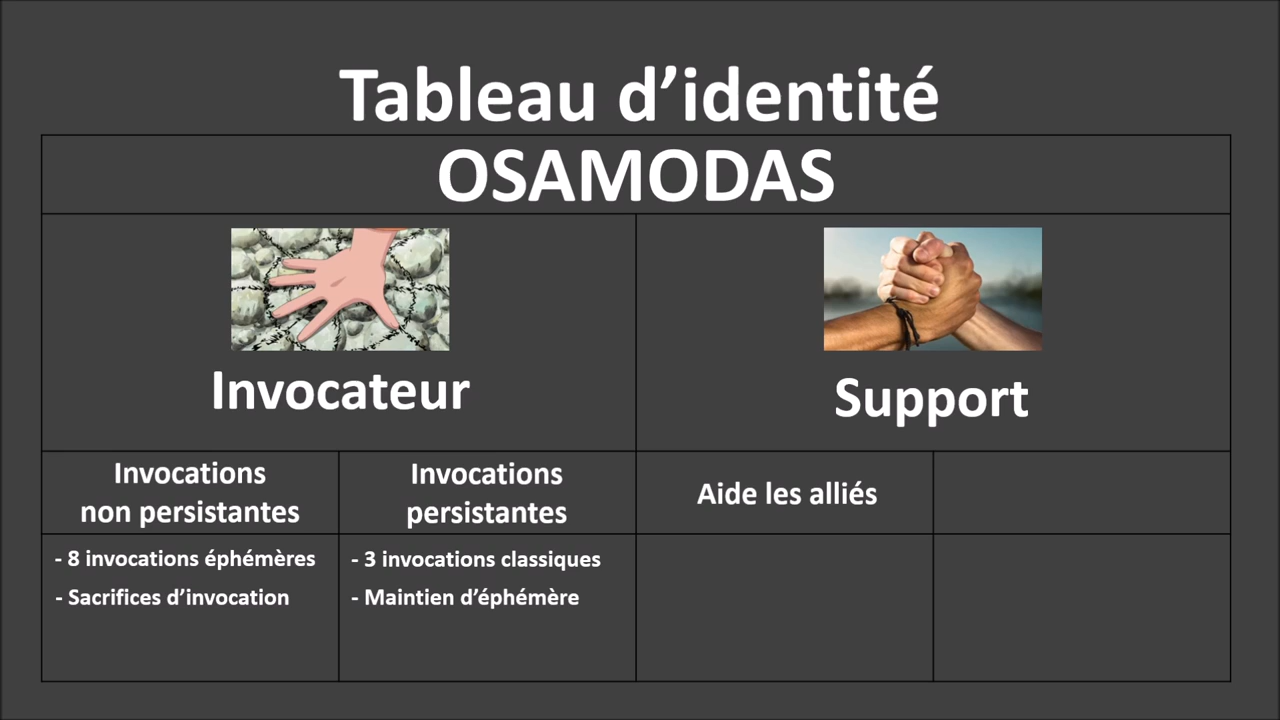 Tableau d’identité
OSAMODAS
Invocateur
Support
Invocations
non persistantes
Invocations
persistantes
Aide les alliés
- 8 invocations éphémères
- Sacrifices d’invocation
- 3 invocations classiques
- Maintien d’éphémère